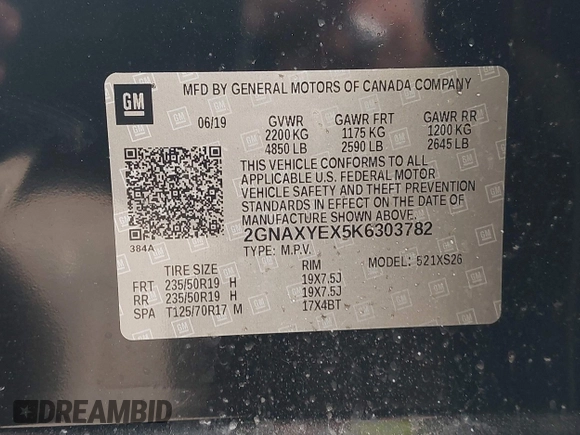 GM
MFD BY GENERAL MOTORS OF CANADA COMPANY
06/19 GVWR GAWR FRT GAWR RR
2200 KG 1175 KG 1200 KG
4850 LB 2590 LB 2645 LB
THIS VEHICLE CONFORMS TO ALL
APPLICABLE U.S. FEDERAL MOTOR
VEHICLE SAFETY AND THEFT PREVENTION
STANDARDS IN EFFECT ON THE DATE OF
MANUFACTURE SHOWN ABOVE.
384A
2GNAXYEX5K6303782
TYPE: M.P.V. MODEL: 521XS26
TIRE SIZE RIM
FRT 235/50R19 H 19X7.5J
RR 235/50R19 H 19X7.5J
SPA T125/70R17 M 17X4BT
DREAMBID